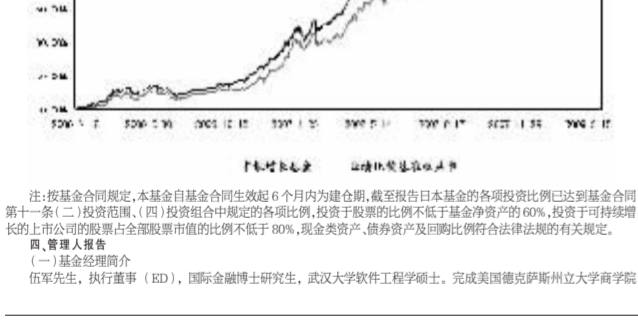 注:按基金合同规定,本基金自基金合同生效起 6 个月内为建仓期,截至报告日本基金的各项投资比例已达到基金合同
第十一条(二)投资范围、(四)投资组合中规定的各项比例,投资于股票的比例不低于基金净资产的 60%,投资于可持续增
长的上市公司的股票占全部股票市值的比例不低于 80%,现金类资产、债券资产及回购比例符合法律法规的有关规定。
四、管理人报告
(一)基金经理简介
伍军先生，执行董事（ED），国际金融博士研究生，武汉大学软件工程学硕士。完成美国德克萨斯州立大学商学院